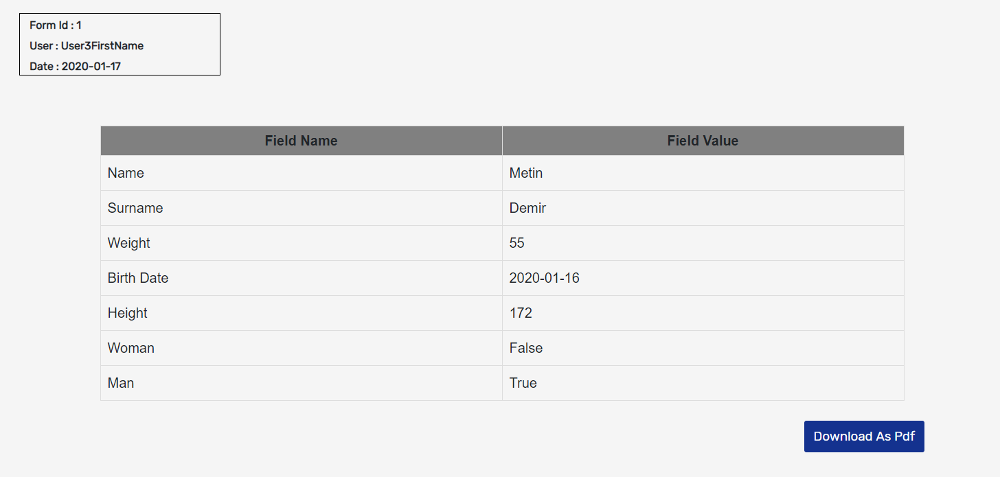 Form Id : 1
User : User3FirstName
Date : 2020-01-17
Field Name Field Value
Name Metin
Surname Demir
Weight 55
Birth Date 2020-01-16
Height 172
Woman False
Man True
Download As Pdf